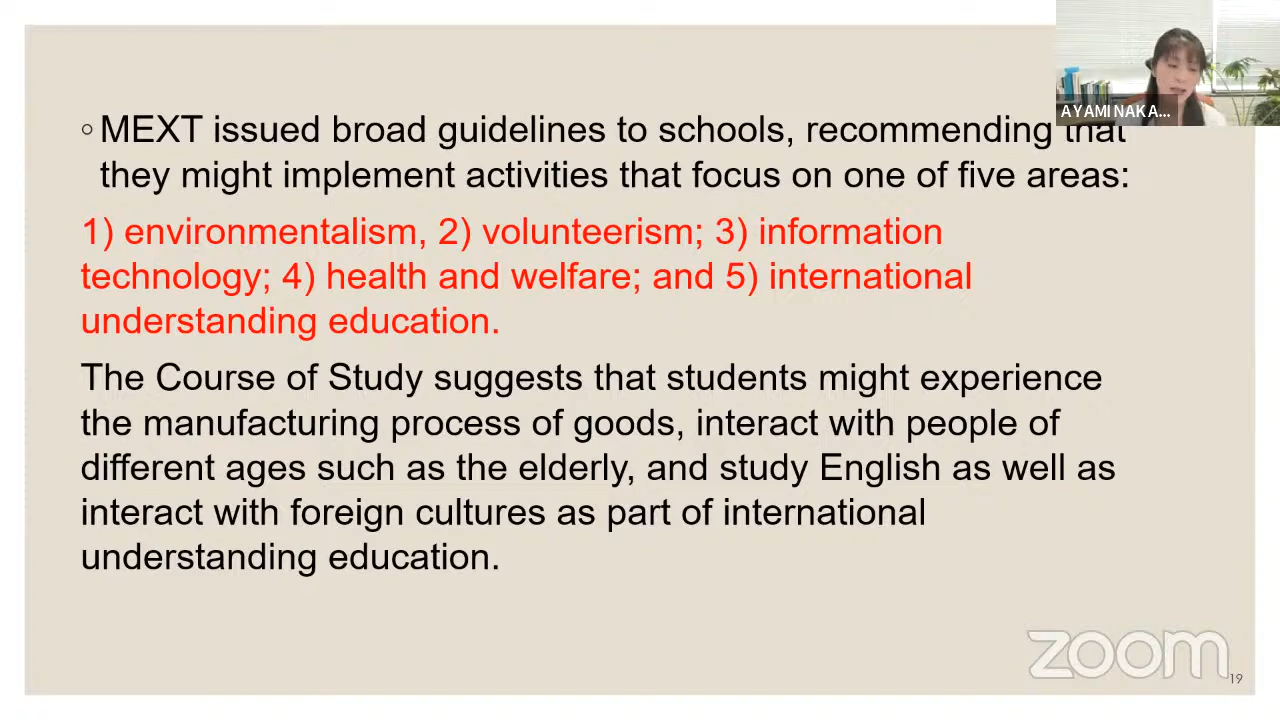 AYAMI NAKA...
◦ MEXT issued broad guidelines to schools, recommending that
they might implement activities that focus on one of five areas:
1) environmentalism, 2) volunteerism; 3) information
technology; 4) health and welfare; and 5) international
understanding education.
The Course of Study suggests that students might experience
the manufacturing process of goods, interact with people of
different ages such as the elderly, and study English as well as
interact with foreign cultures as part of international
understanding education.
zoom
19